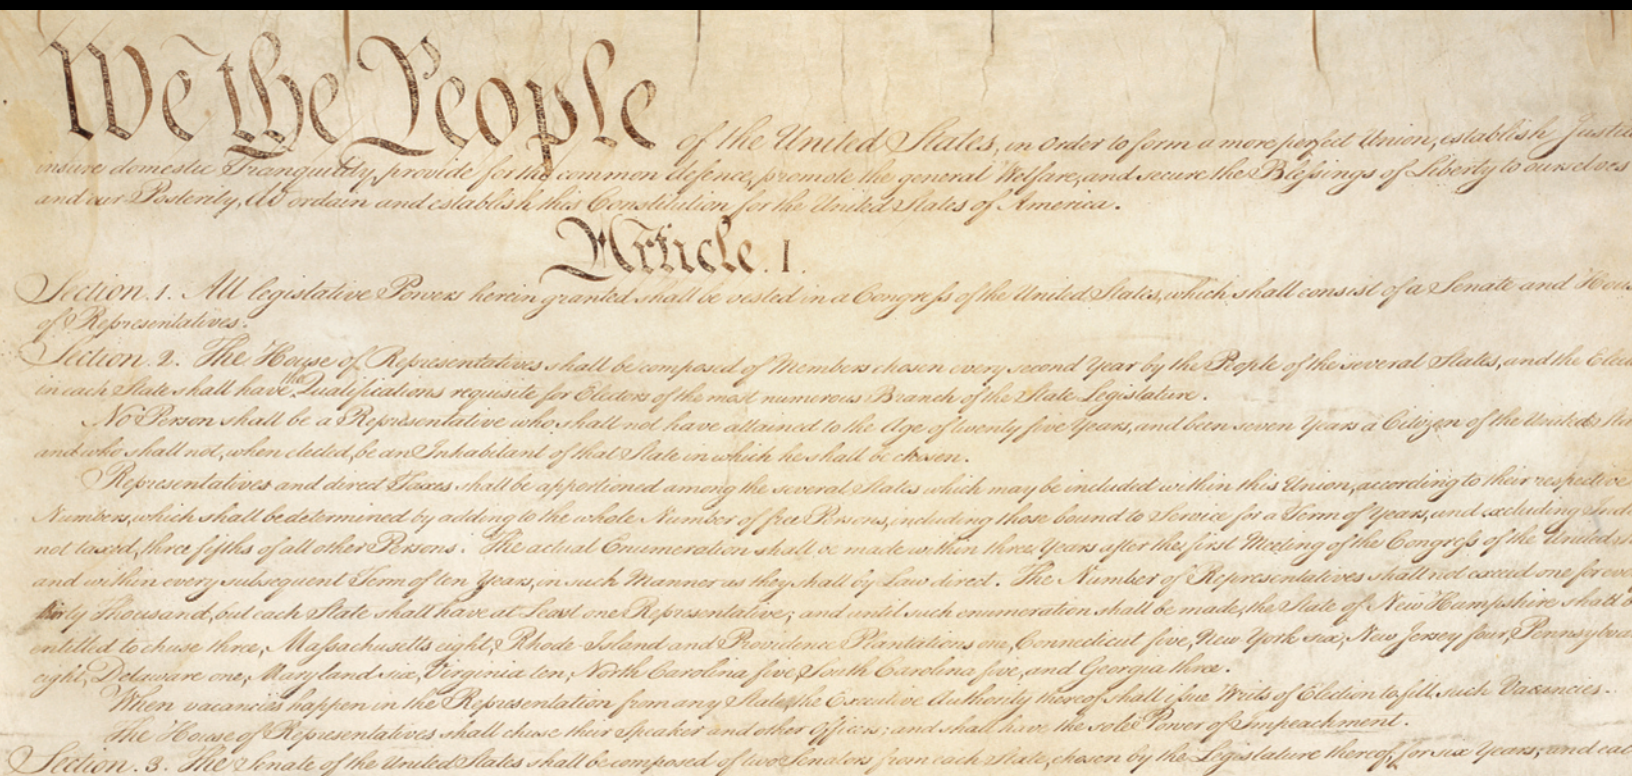 We the People of the United States, in Order to form a more perfect Union, establish Justic
insure domestic Tranquility, provide for the common defence, promote the general Welfare, and secure the Blessings of Liberty to ourselves
and our Posterity, do ordain and establish this Constitution for the United States of America.
Article. I.
Section. 1. All legislative Powers herein granted shall be vested in a Congress of the United States, which shall consist of a Senate and Hous
of Representatives.
Section. 2. The House of Representatives shall be composed of Members chosen every second Year by the People of the several States, and the Elec
in each State shall have the Qualifications requisite for Electors of the most numerous Branch of the State Legislature.
No Person shall be a Representative who shall not have attained to the Age of twenty five Years, and been seven Years a Citizen of the United Sta
and who shall not, when elected, be an Inhabitant of that State in which he shall be chosen.
Representatives and direct Taxes shall be apportioned among the several States which may be included within this Union, according to their respective
Numbers, which shall be determined by adding to the whole Number of free Persons, including those bound to Service for a Term of Years, and excluding Indi
not taxed, three fifths of all other Persons. The actual Enumeration shall be made within three Years after the first Meeting of the Congress of the United
and within every subsequent Term of ten Years, in such Manner as they shall by Law direct. The Number of Representatives shall not exceed one for eve
thirty Thousand, but each State shall have at Least one Representative; and until such enumeration shall be made, the State of New Hampshire shall b
entitled to chuse three, Massachusetts eight, Rhode-Island and Providence Plantations one, Connecticut five, New-York six, New Jersey four, Pennsylva
eight, Delaware one, Maryland six, Virginia ten, North Carolina five, South Carolina five, and Georgia three.
When vacancies happen in the Representation from any State, the Executive Authority thereof shall issue Writs of Election to fill such Vacancies.
The House of Representatives shall chuse their Speaker and other Officers; and shall have the sole Power of Impeachment.
Section. 3. The Senate of the United States shall be composed of two Senators from each State, chosen by the Legislature thereof, for six Years; and eac